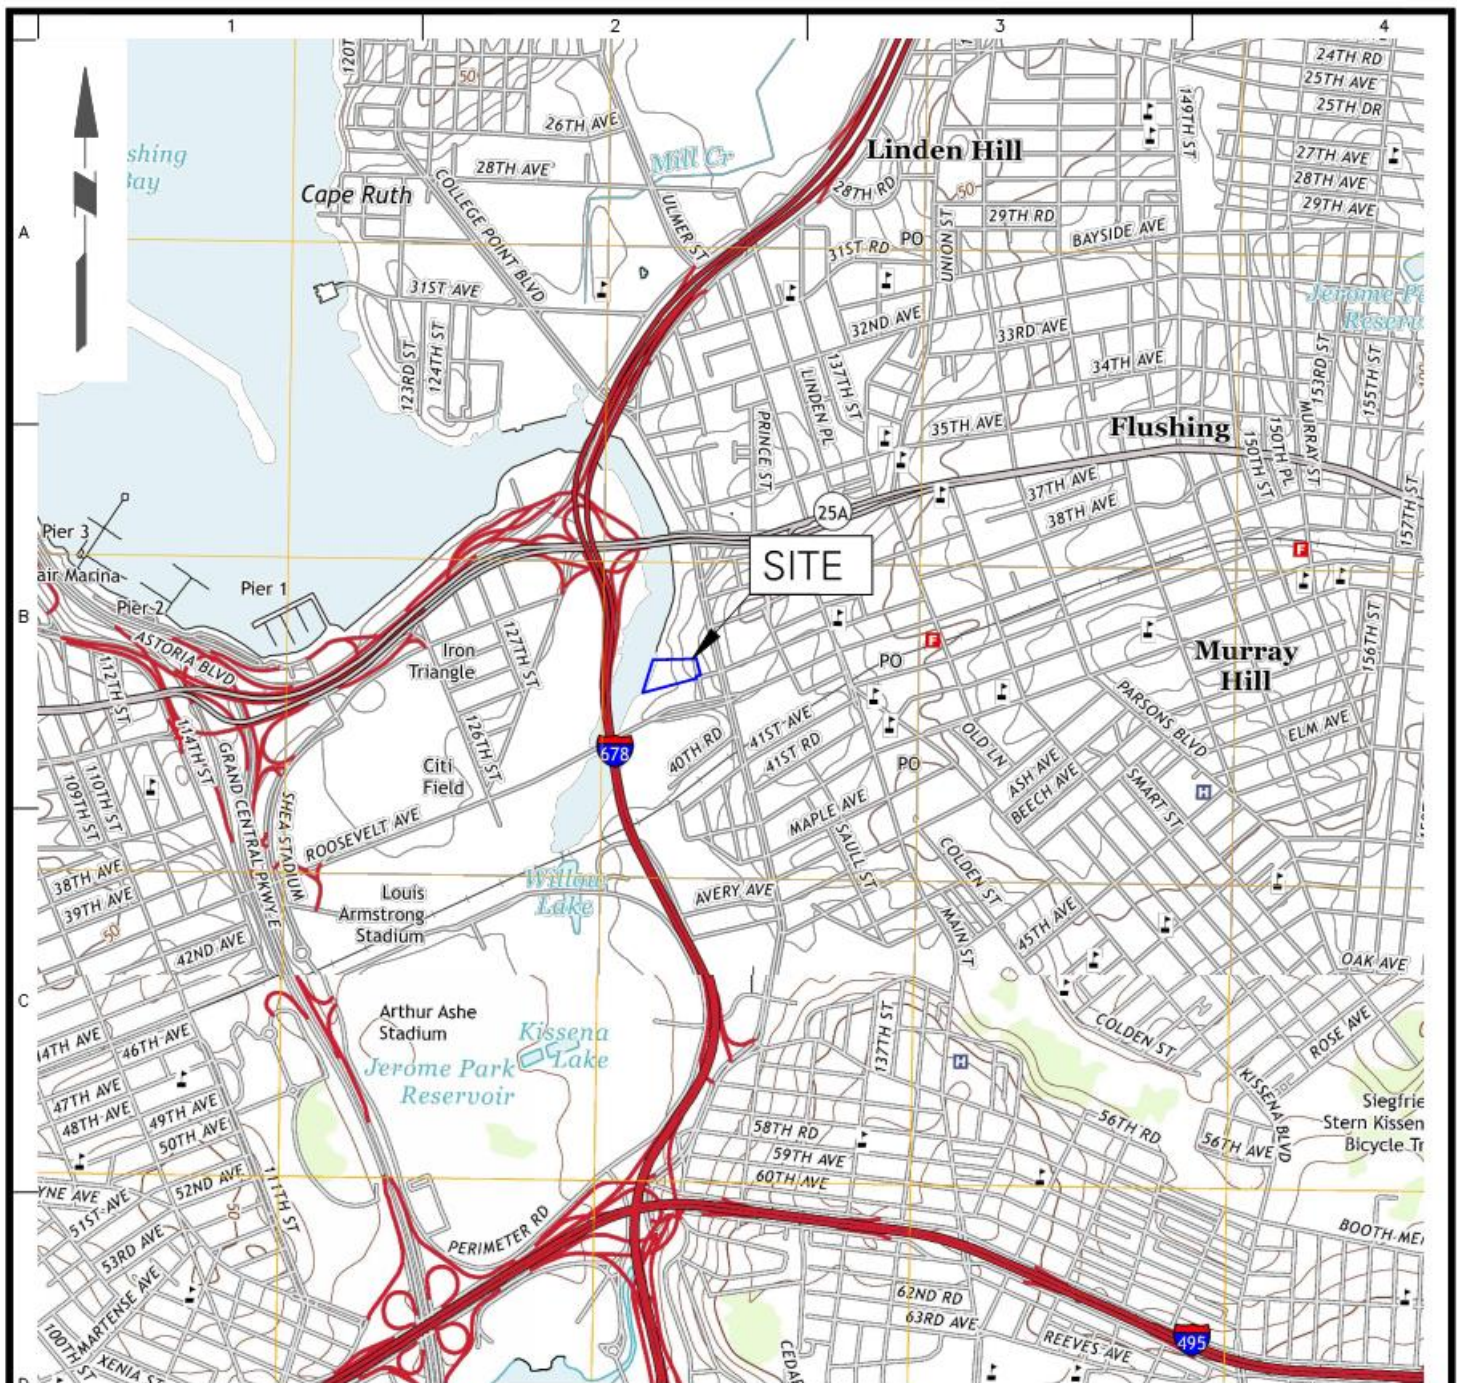 1 2 3 4
120T
24TH RD
25TH AVE
25TH DR
50
26TH AVE
149TH ST
shing
Bay
Mill Cr
Linden Hill
27TH AVE
28TH AVE
28TH AVE
29TH AVE
Cape Ruth
COLLEGE POINT BLVD
ULMER ST
28TH RD
50
29TH RD
UNION ST
BAYSIDE AVE
A
PO
31ST RD
31ST AVE
Jerome Pa
Reserv
32ND AVE
33RD AVE
34TH AVE
123RD ST
124TH ST
137TH ST
LINDEN PL
153RD ST
155TH ST
PRINCE ST
35TH AVE
Flushing
MURRAY ST
150TH PL
150TH ST
157TH ST
25A
37TH AVE
38TH AVE
Pier 3
SITE
F
air Marina
Pier 1
Pier 2
B
ASTORIA BLVD
127TH ST
Iron
Triangle
F
PO
Murray
Hill
156TH ST
112TH ST
114TH ST
126TH ST
PARSONS BLVD
ELM AVE
678
40TH RD
41ST AVE
41ST RD
OLD LN
Citi
Field
GRAND CENTRAL PKWY E
SHEA STADIUM
109TH ST
110TH ST
PO
ASH AVE
BEECH AVE
SMART ST
H
ROOSEVELT AVE
MAPLE AVE
SAULL ST
COLDEN ST
38TH AVE
39TH AVE
Willow
Lake
AVERY AVE
Louis
Armstrong
Stadium
MAIN ST
45TH AVE
50
42ND AVE
OAK AVE
C
Arthur Ashe
Stadium
Kissena
Lake
137TH ST
COLDEN ST
ROSE AVE
44TH AVE
46TH AVE
Jerome Park
Reservoir
H
KISSENA BLVD
47TH AVE
48TH AVE
49TH AVE
50TH AVE
Siegfrie
Stern Kissen
Bicycle Tr
58TH RD
59TH AVE
60TH AVE
56TH RD
56TH AVE
YNE AVE
51ST AVE
52ND AVE
53RD AVE
111TH ST
50
PERIMETER RD
BOOTH MEM
MARTENSE AVE
100TH ST
XENIA ST
62ND RD
63RD AVE
REEVES AVE
495
CEDAR